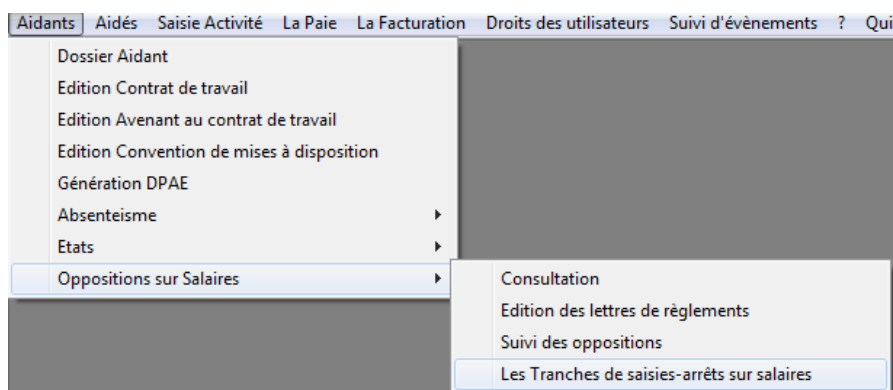 Aidants Aidés Saisie Activité La Paie La Facturation Droits des utilisateurs Suivi d'évènements ? Qui
Dossier Aidant
Edition Contrat de travail
Edition Avenant au contrat de travail
Edition Convention de mises à disposition
Génération DPAE
Absenteisme
Etats
Oppositions sur Salaires
Consultation
Edition des lettres de règlements
Suivi des oppositions
Les Tranches de saisies-arrêts sur salaires